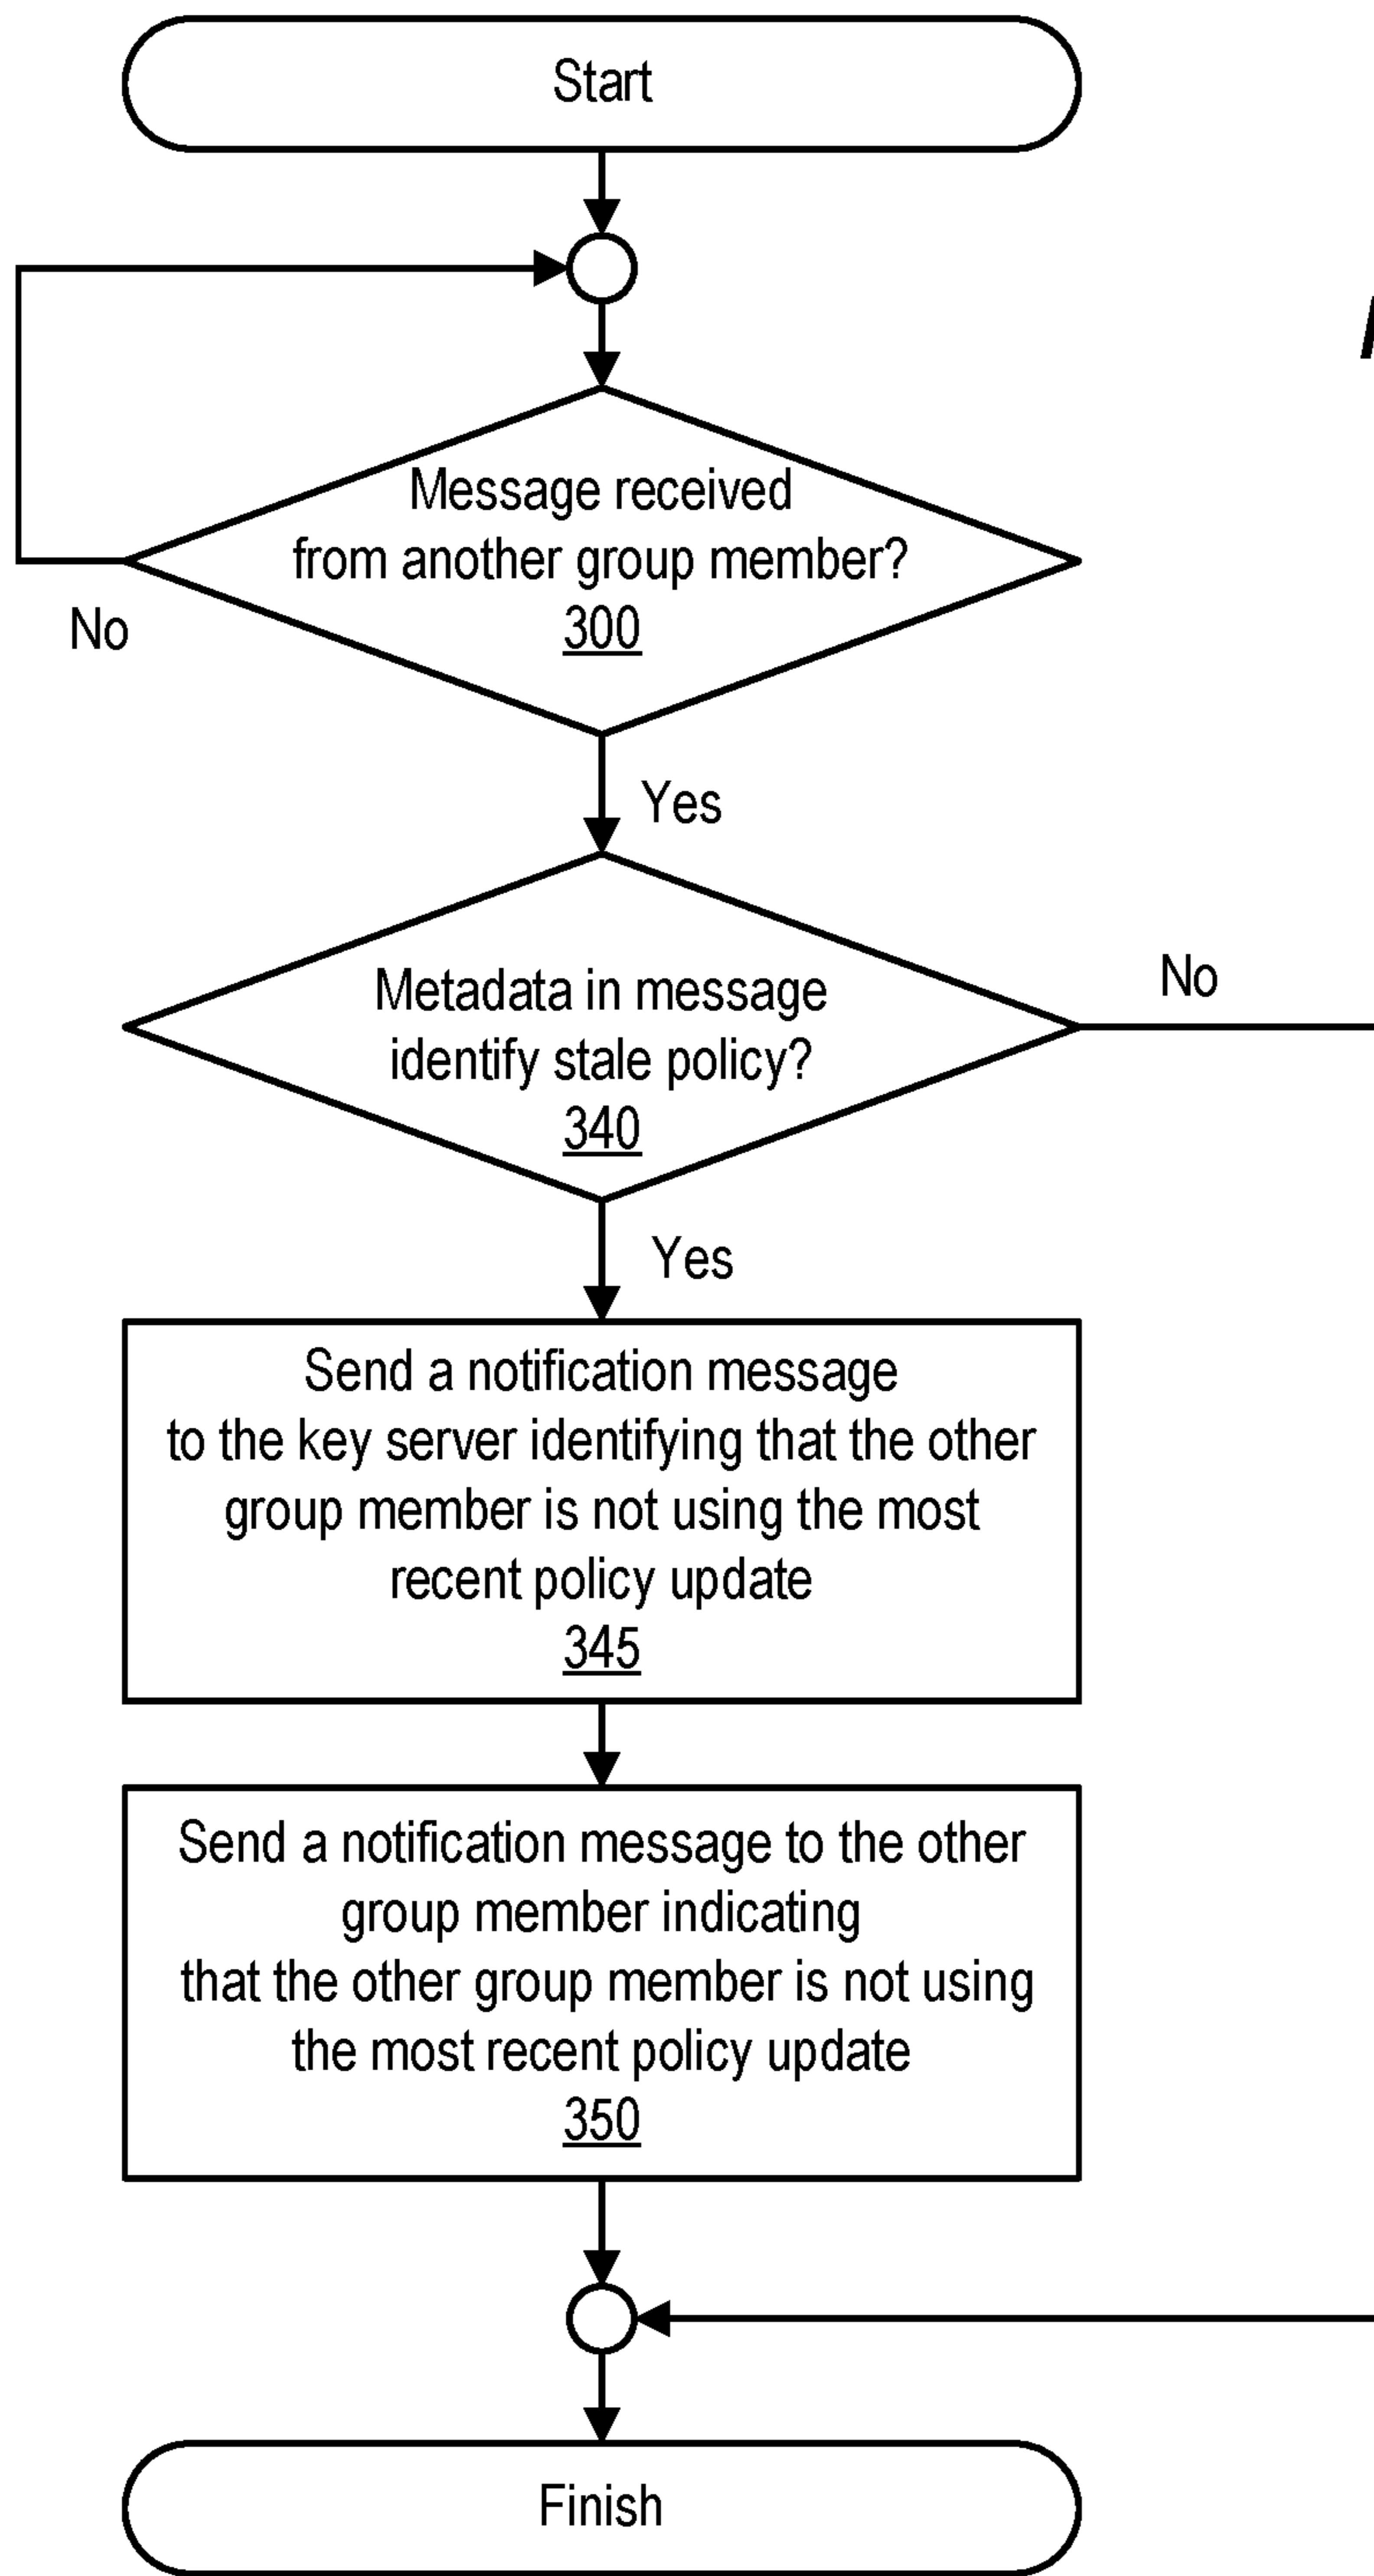 Start
Message received
from another group member?
300
No
Yes
Metadata in message
identify stale policy?
340
No
Yes
Send a notification message
to the key server identifying that the other
group member is not using the most
recent policy update
345
Send a notification message to the other
group member indicating
that the other group member is not using
the most recent policy update
350
Finish